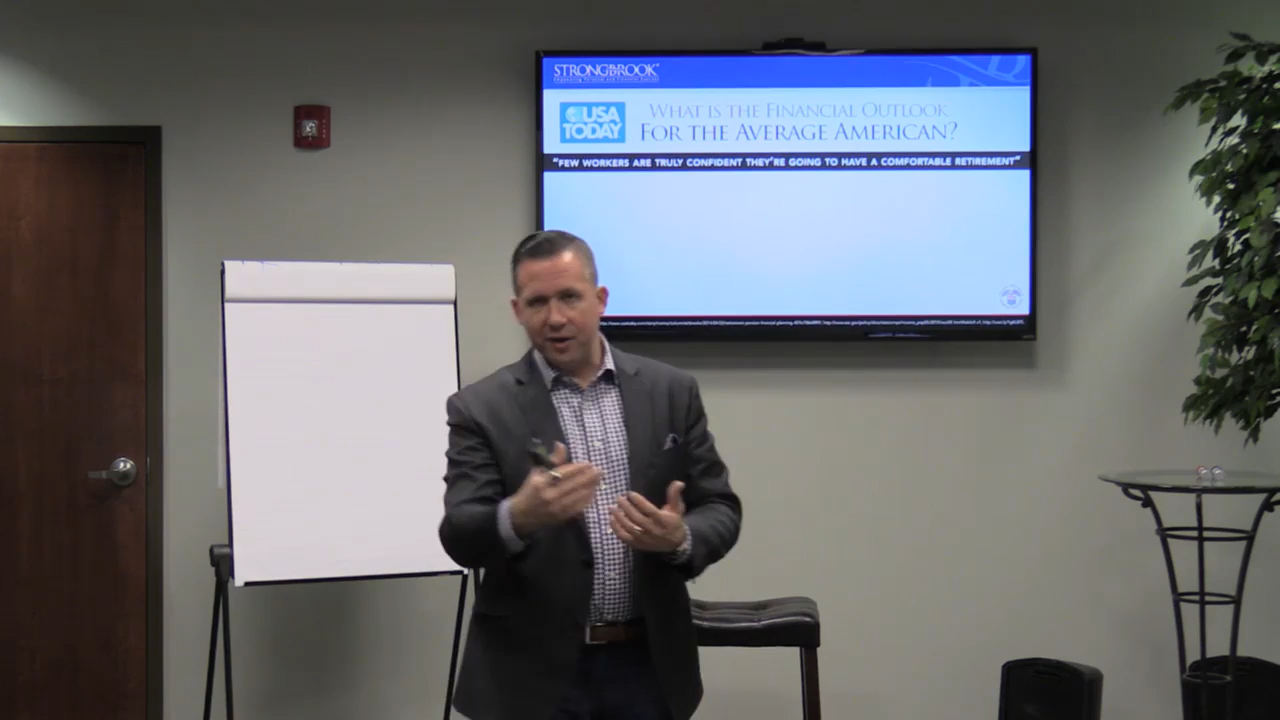 STRONGBROOK
USA
TODAY
WHAT IS THE FINANCIAL OUTLOOK
FOR THE AVERAGE AMERICAN?
"FEW WORKERS ARE TRULY CONFIDENT THEY'RE GOING TO HAVE A COMFORTABLE RETIREMENT"